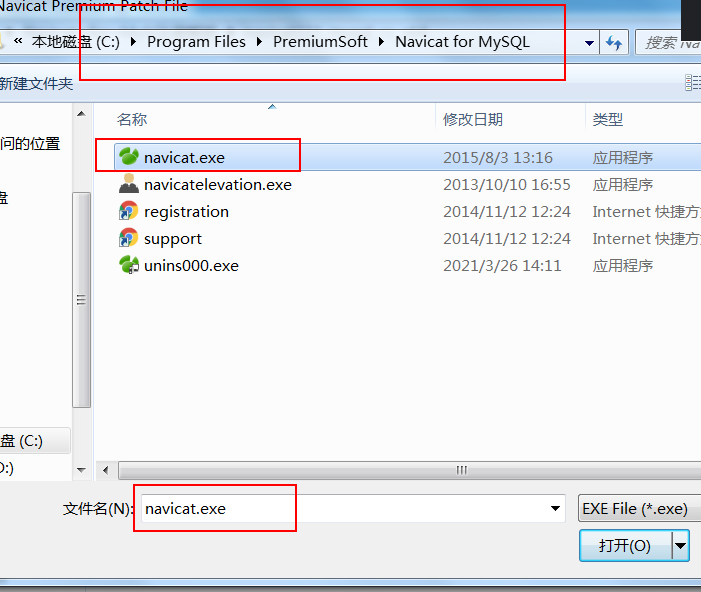 Navicat Premium Patch File
« 本地磁盘 (C:) Program Files PremiumSoft Navicat for MySQL 搜索 Na
新建文件夹
名称 修改日期 类型
问的位置
navicat.exe 2015/8/3 13:16 应用程序
navicatelevation.exe 2013/10/10 16:55 应用程序
盘
registration 2014/11/12 12:24 Internet 快捷方
support 2014/11/12 12:24 Internet 快捷方
unins000.exe 2021/3/26 14:11 应用程序
盘 (C:)
D:)
文件名(N): navicat.exe EXE File (*.exe)
打开(O)